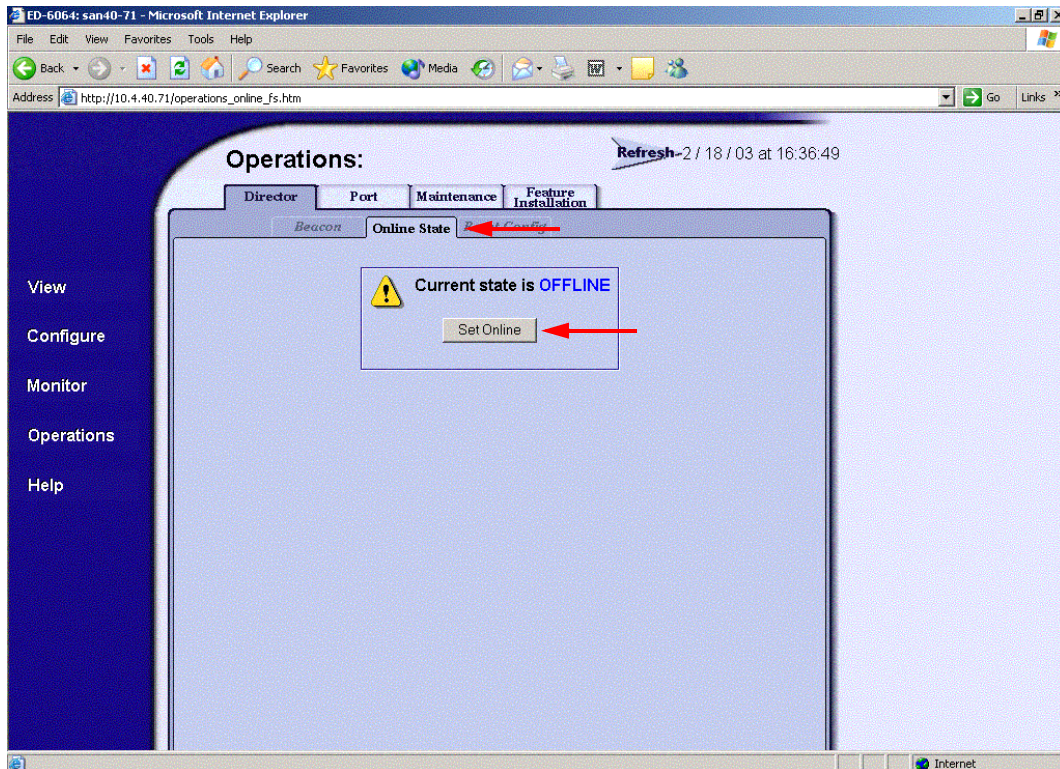 ED-6064: san40-71 - Microsoft Internet Explorer
File Edit View Favorites Tools Help
Back Search Favorites Media
Address http://10.4.40.71/operations_online_fs.htm Go Links »
Operations:
Refresh-2 / 18 / 03 at 16:36:49
Director Port Maintenance Feature Installation
Beacon Online State Config
Current state is OFFLINE
Set Online
View
Configure
Monitor
Operations
Help
Internet